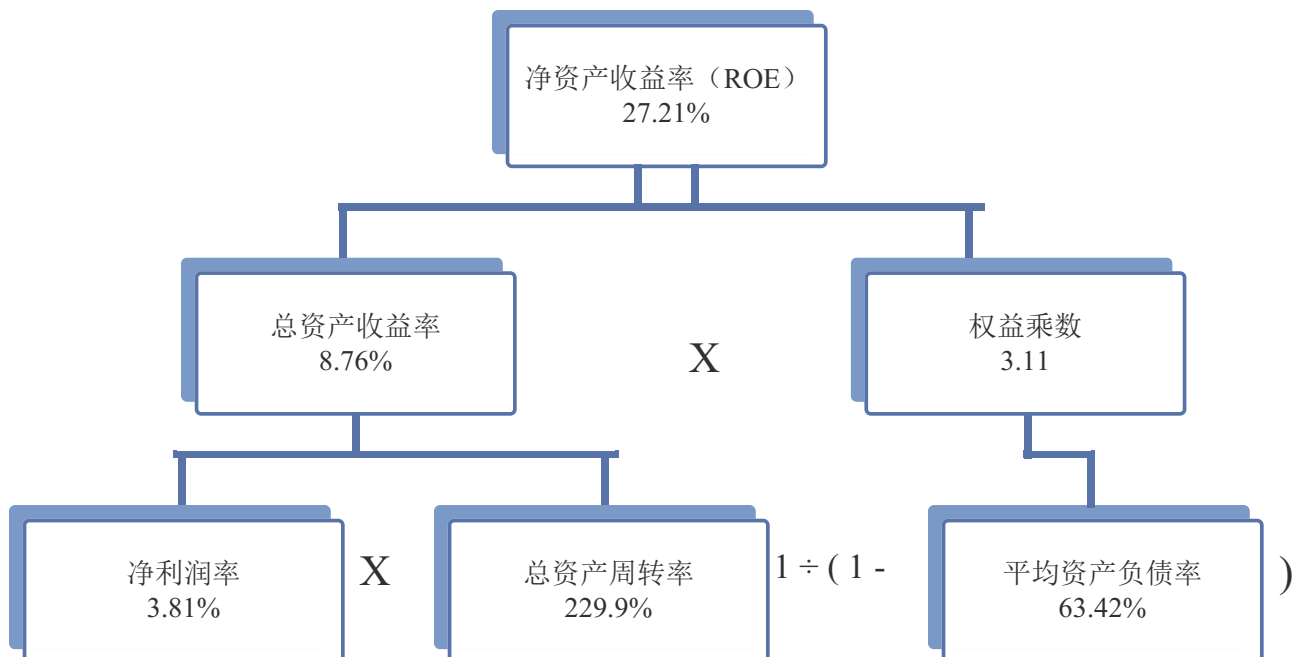 净资产收益率（ROE）
27.21%
总资产收益率
8.76%
X
权益乘数
3.11
净利润率
3.81%
X
总资产周转率
229.9%
1 ÷ ( 1 -
平均资产负债率
63.42%
)